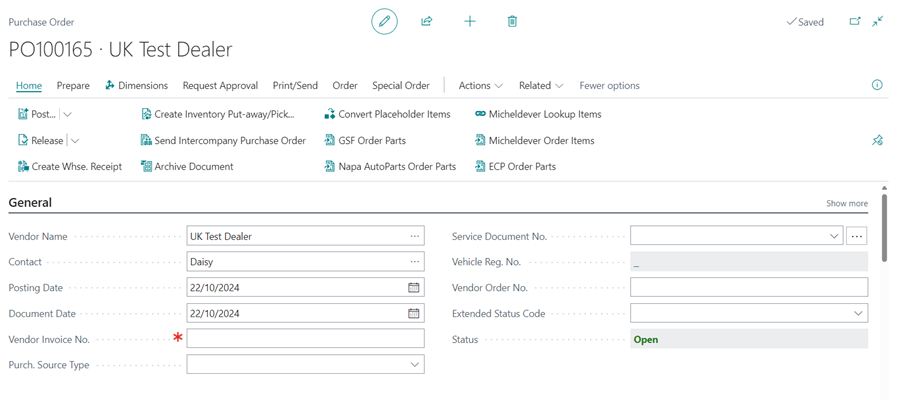 Purchase Order
Saved
PO100165 · UK Test Dealer
Home Prepare Dimensions Request Approval Print/Send Order Special Order Actions Related Fewer options
Post... Create Inventory Put-away/Pick... Convert Placeholder Items Micheldever Lookup Items
Release Send Intercompany Purchase Order GSF Order Parts Micheldever Order Items
Create Whse. Receipt Archive Document Napa AutoParts Order Parts ECP Order Parts
General Show more
Vendor Name UK Test Dealer ... Service Document No. ...
Contact Daisy ... Vehicle Reg. No. _
Posting Date 22/10/2024 Vendor Order No.
Document Date 22/10/2024 Extended Status Code
Vendor Invoice No. * Status Open
Purch. Source Type